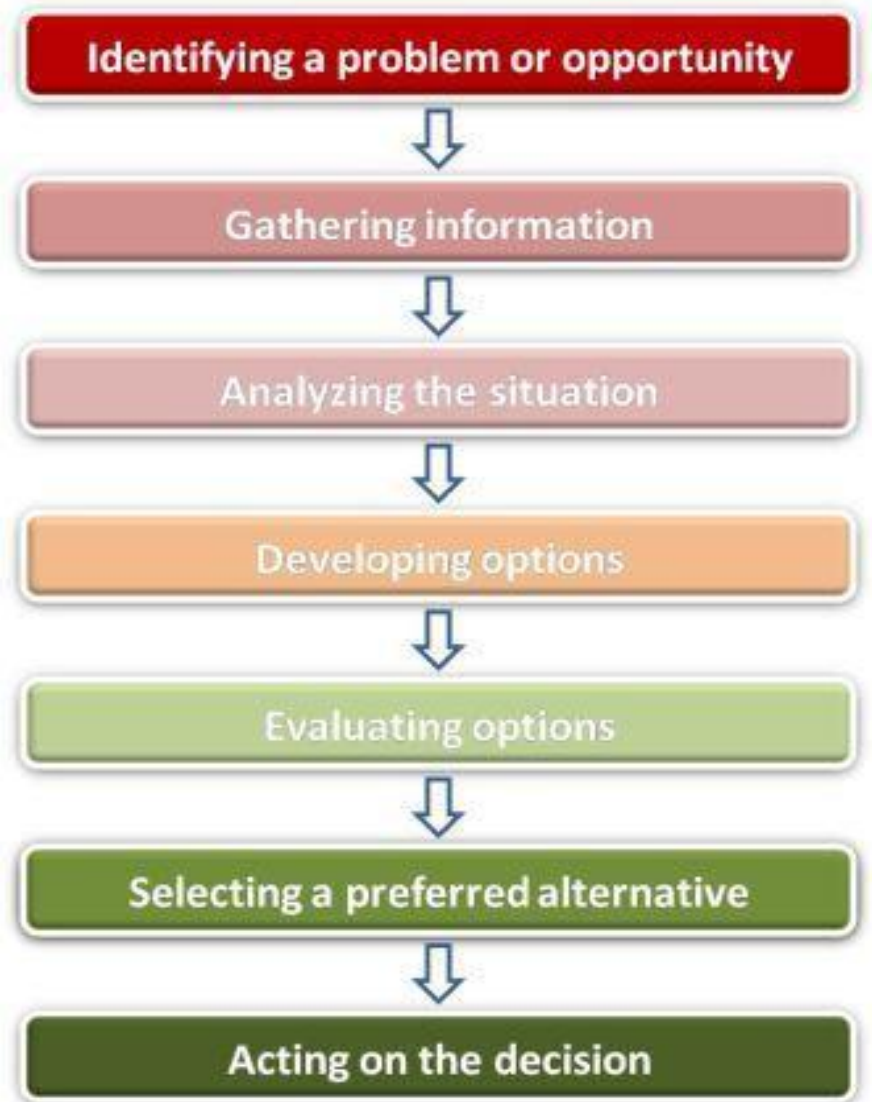 Identifying a problem or opportunity
Gathering information
Analyzing the situation
Developing options
Evaluating options
Selecting a preferred alternative
Acting on the decision